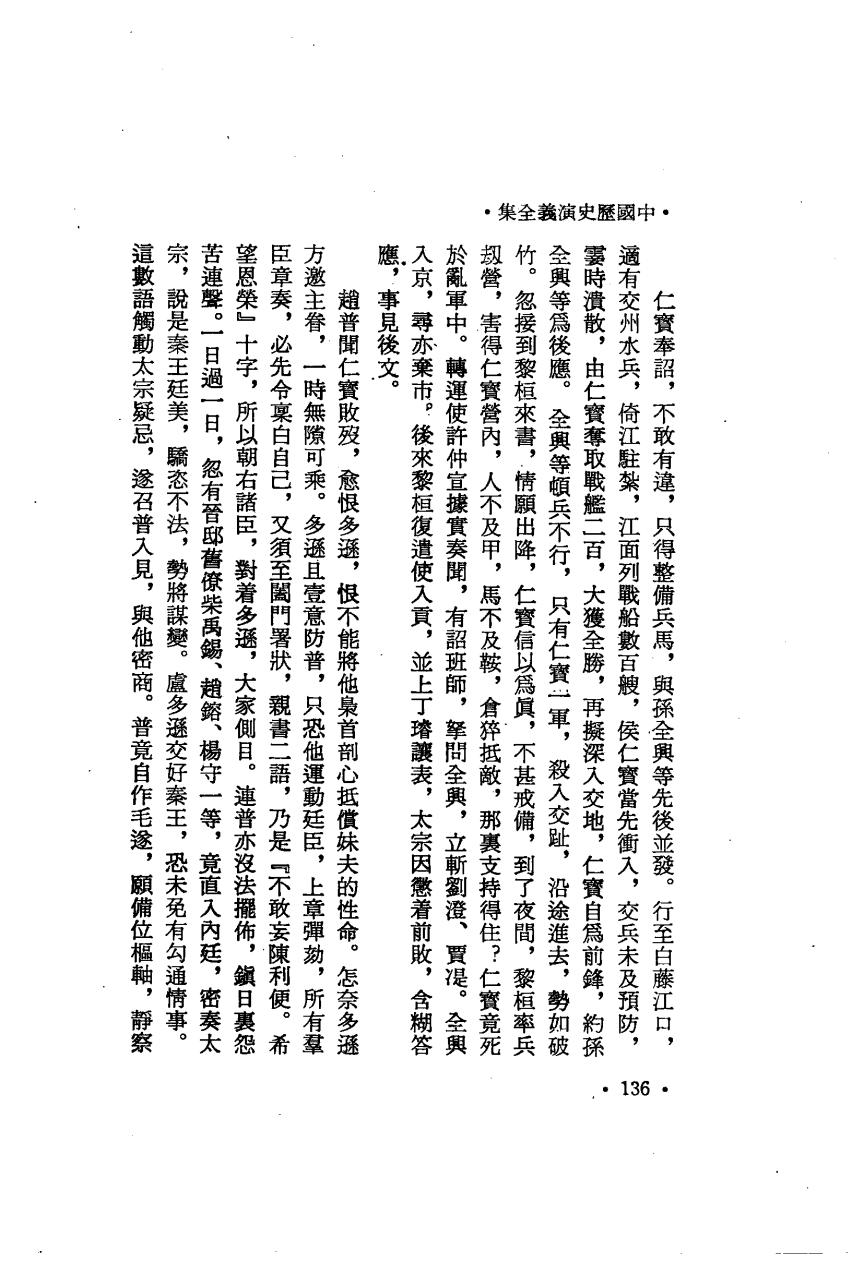 •中國歷史演義全集•
仁寶奉詔，不敢有違，只得整備兵馬，與孫全興等先後並發。行至白藤江口，
適有交州水兵，倚江駐紮，江面列戰船數百艘，侯仁寶當先衝入，交兵未及預防，
霎時潰散，由仁寶奪取戰艦二百，大獲全勝，再擬深入交地，仁寶自爲前鋒，約孫
全興等爲後應。全興等頓兵不行，只有仁寶一軍，殺入交趾，沿途進去，勢如破
竹。忽接到黎桓來書，情願出降，仁寶信以爲眞，不甚戒備，到了夜間，黎桓率兵
刼營，害得仁寶營內，人不及甲，馬不及鞍，倉猝抵敵，那裏支持得住？仁寶竟死
於亂軍中。轉運使許仲宣據實奏聞，有詔班師，拏問全興，立斬劉澄、賈湜。全興
入京，尋亦棄市。後來黎桓復遣使入貢，並上丁璿讓表，太宗因懲着前敗，含糊答
應，事見後文。
趙普聞仁寶敗歿，愈恨多遜，恨不能將他梟首剖心抵償妹夫的性命。怎奈多遜
方邀主眷，一時無隙可乘。多遜且壹意防普，只恐他運動廷臣，上章彈劾，所有羣
臣章奏，必先令稟白自己，又須至閤門署狀，親書二語，乃是『不敢妄陳利便。希
望恩榮』十字，所以朝右諸臣，對着多遜，大家側目。連普亦沒法擺佈，鎭日裏怨
苦連聲。一日過一日，忽有晉邸舊僚柴禹錫、趙鎔、楊守一等，竟直入內廷，密奏太
宗，說是秦王廷美，驕恣不法，勢將謀變。盧多遜交好秦王，恐未免有勾通情事。
這數語觸動太宗疑忌，遂召普入見，與他密商。普竟自作毛遂，願備位樞軸，靜察
• 136 •